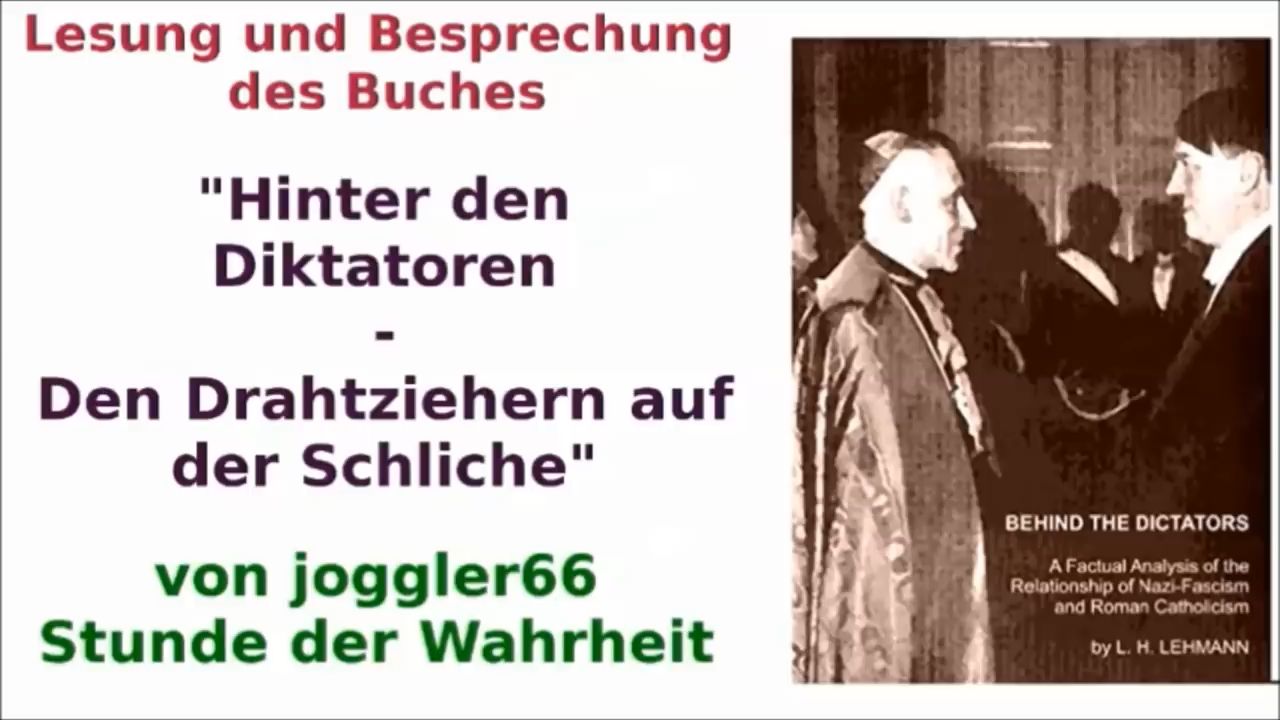 Lesung und Besprechung
des Buches
"Hinter den
Diktatoren
-
Den Drahtziehern auf
der Schliche"
von joggler66
Stunde der Wahrheit
BEHIND THE DICTATORS
A Factual Analysis of the
Relationship of Nazi-Fascism
and Roman Catholicism
by L. H. LEHMANN